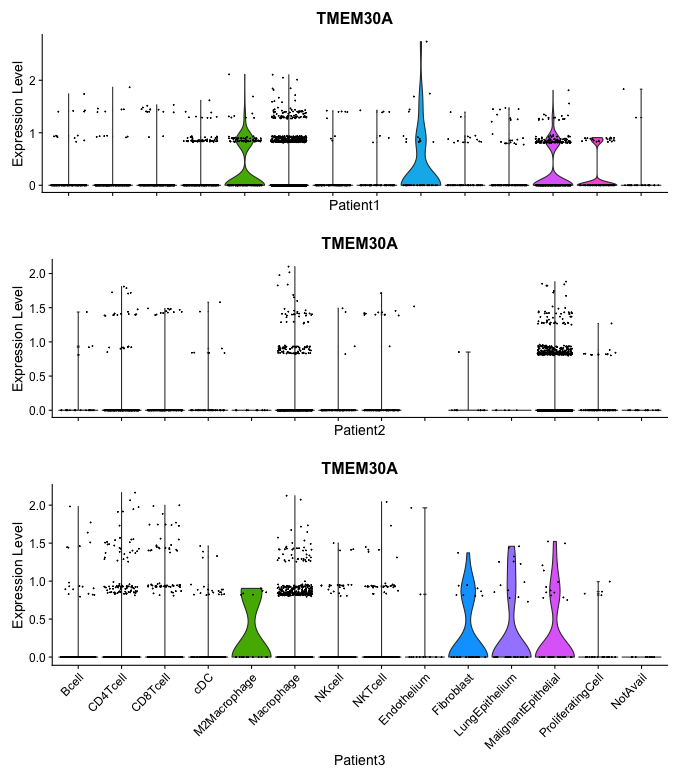 TMEM30A
Expression Level
2
1
0
Patient1
TMEM30A
Expression Level
2.0
1.5
1.0
0.5
0.0
Patient2
TMEM30A
Expression Level
2.0
1.5
1.0
0.5
0.0
Bcell
CD4Tcell
CD8Tcell
cDC
M2Macrophage
Macrophage
NKcell
NKTcell
Endothelium
Fibroblast
LungEpithelium
MalignantEpithelial
ProliferatingCell
NotAvail
Patient3